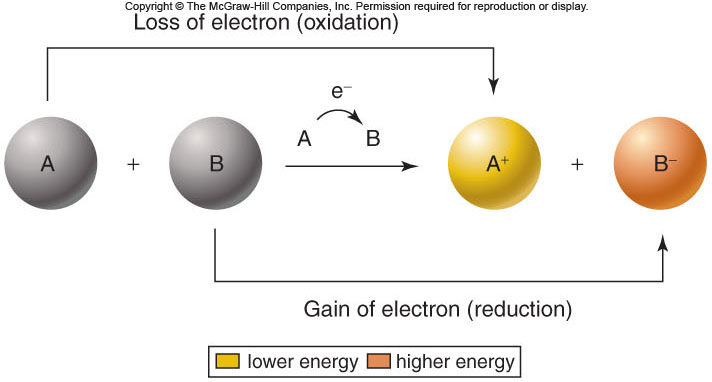 Copyright © The McGraw-Hill Companies, Inc. Permission required for reproduction or display.
Loss of electron (oxidation)
e⁻
A B
A + B A⁺ + B⁻
Gain of electron (reduction)
lower energy higher energy